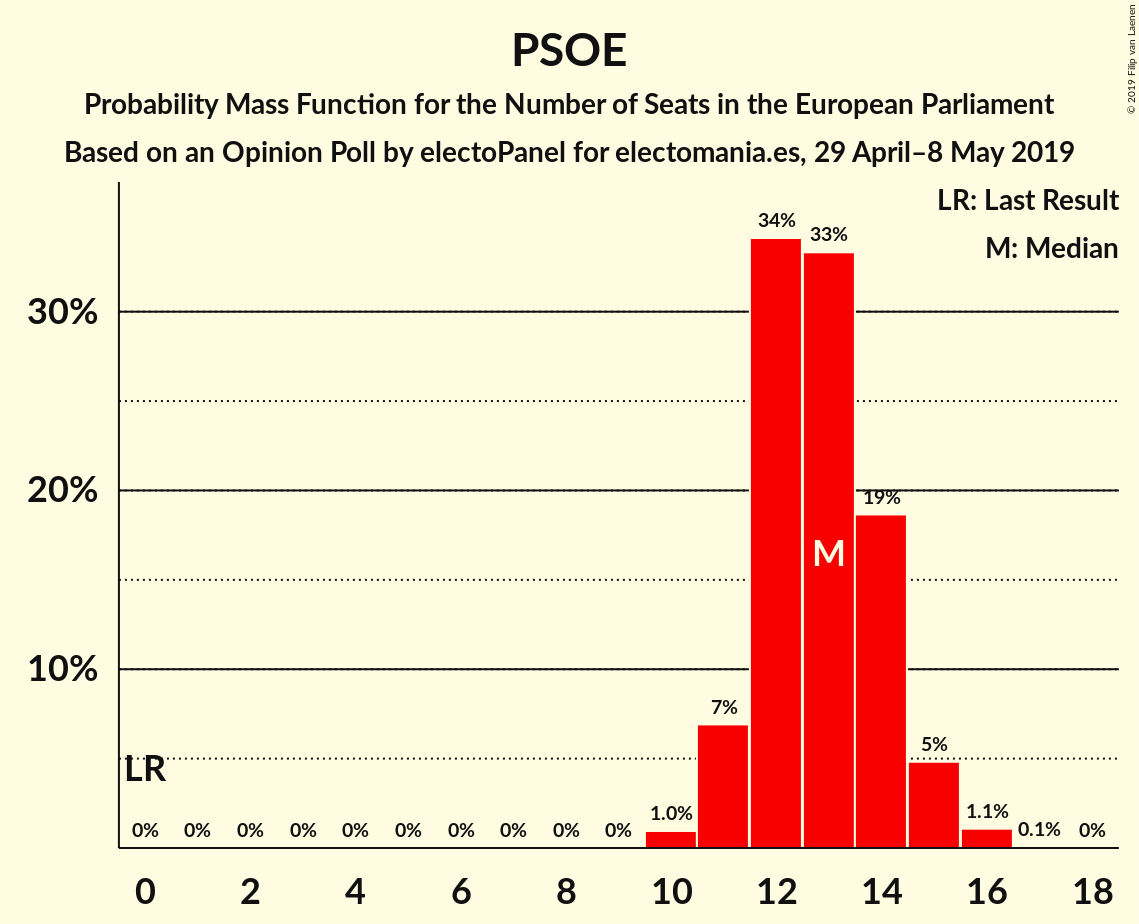 PSOE
Probability Mass Function for the Number of Seats in the European Parliament
Based on an Opinion Poll by electoPanel for electomania.es, 29 April–8 May 2019
© 2019 Filip van Laenen
LR: Last Result
M: Median
34%
33%
30%
20%
19%
M
10%
7%
5%
LR
0% 0% 0% 0% 0% 0% 0% 0% 0% 0% 1.0% 1.1% 0.1% 0%
0 2 4 6 8 10 12 14 16 18